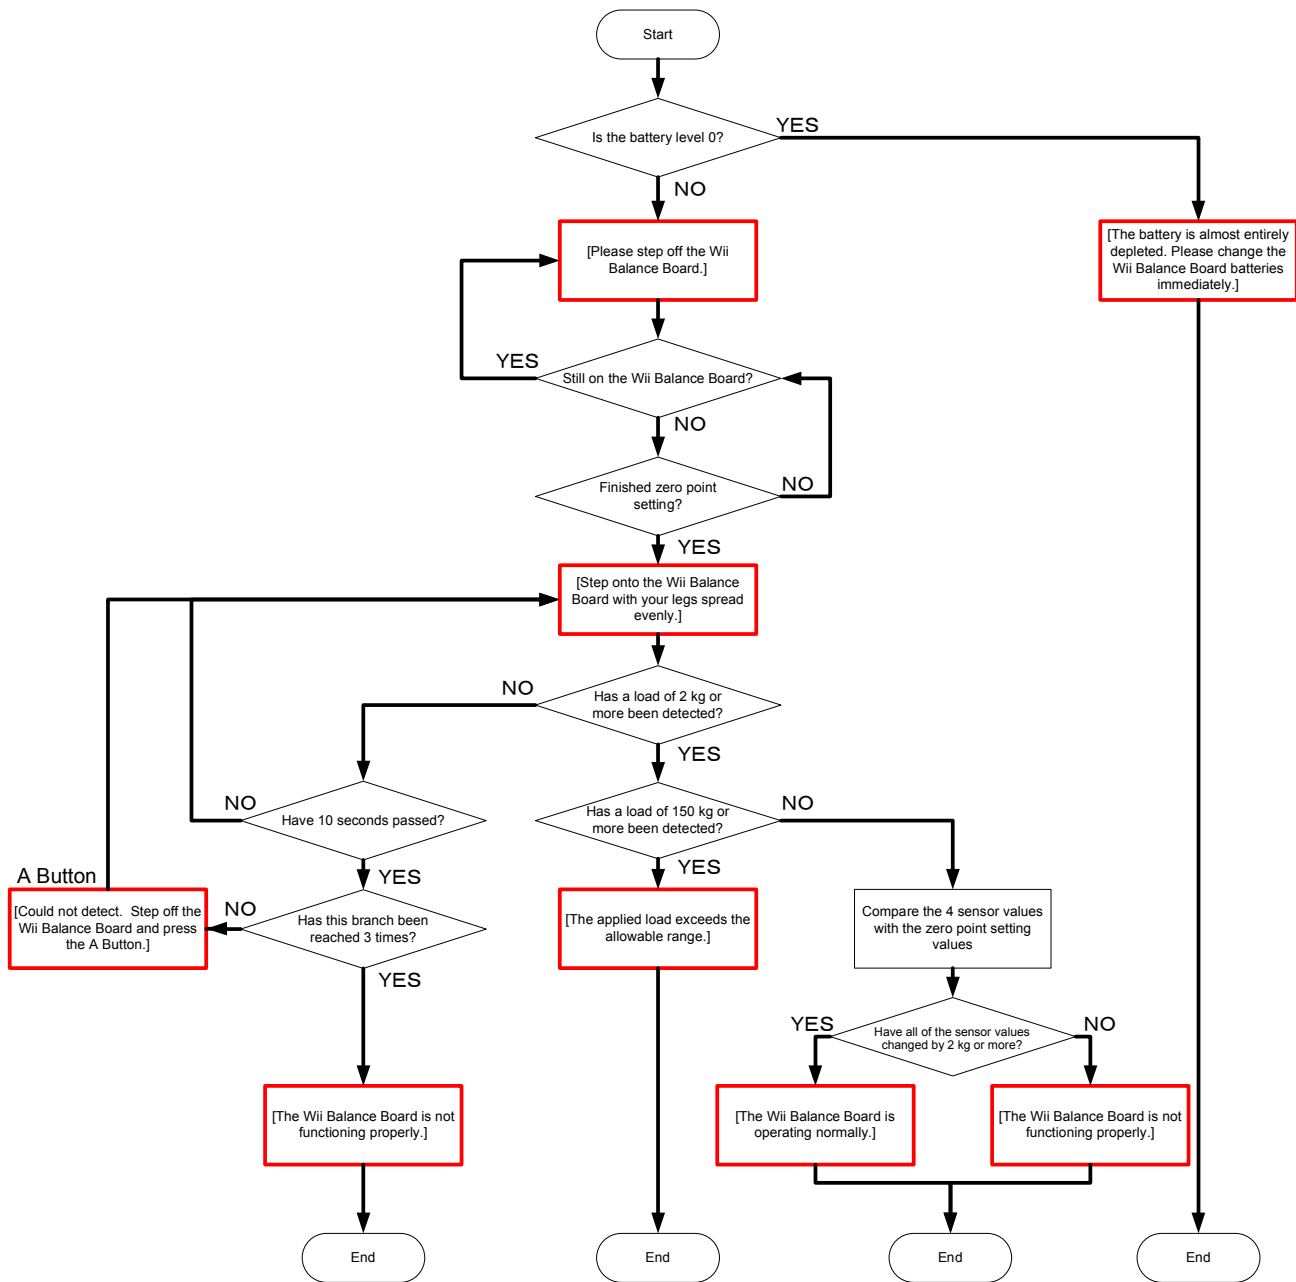 Start
Is the battery level 0?
YES
NO
[Please step off the Wii
Balance Board.]
[The battery is almost entirely
depleted. Please change the
Wii Balance Board batteries
immediately.]
YES
Still on the Wii Balance Board?
NO
Finished zero point
setting?
NO
YES
[Step onto the Wii Balance
Board with your legs spread
evenly.]
NO
Has a load of 2 kg or
more been detected?
YES
NO
Have 10 seconds passed?
Has a load of 150 kg or
more been detected?
NO
YES
YES
A Button
[Could not detect.  Step off the
Wii Balance Board and press
the A Button.]
NO
Has this branch been
reached 3 times?
YES
[The applied load exceeds the
allowable range.]
Compare the 4 sensor values
with the zero point setting
values
YES
Have all of the sensor values
changed by 2 kg or more?
NO
[The Wii Balance Board is not
functioning properly.]
[The Wii Balance Board is
operating normally.]
[The Wii Balance Board is not
functioning properly.]
End
End
End
End